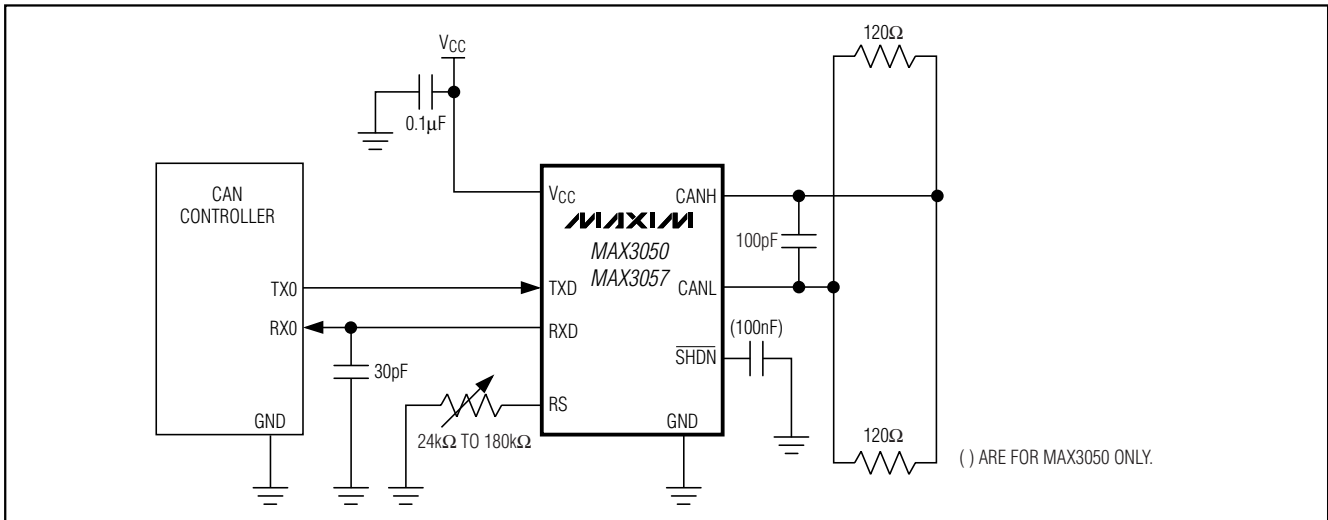 120Ω
VCC
0.1µF
CAN
CONTROLLER
VCC
CANH
MAXIM
MAX3050
MAX3057
100pF
TX0
TXD
CANL
RX0
RXD
(100nF)
SHDN
30pF
RS
24kΩ TO 180kΩ
GND
GND
120Ω
( ) ARE FOR MAX3050 ONLY.